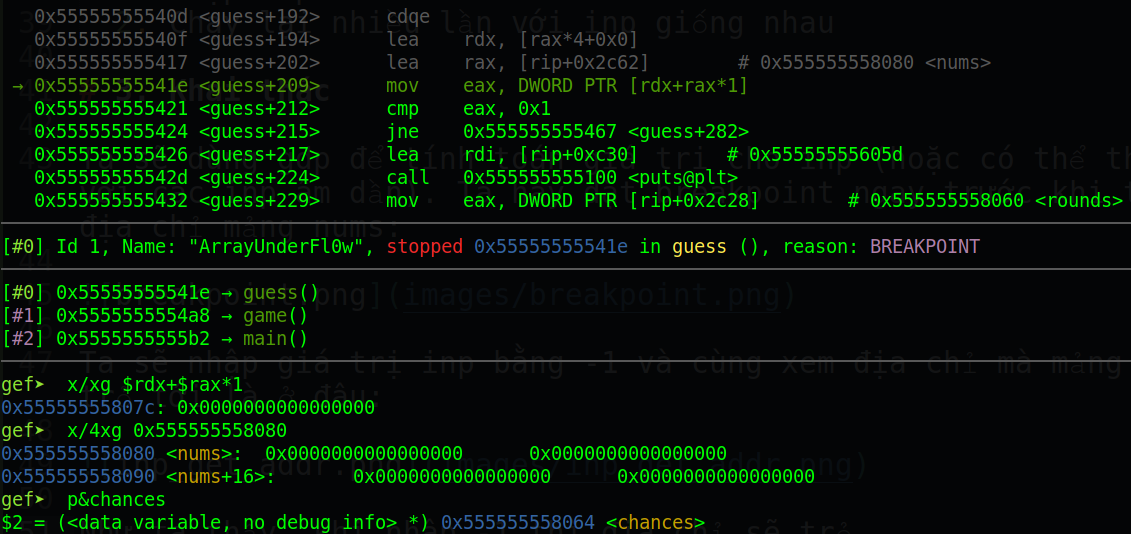 0x55555555540d <guess+192> cdqe
0x55555555540f <guess+194> lea rdx, [rax*4+0x0]
0x555555555417 <guess+202> lea rax, [rip+0x2c62] # 0x555555558080 <nums>
→ 0x55555555541e <guess+209> mov eax, DWORD PTR [rdx+rax*1]
0x555555555421 <guess+212> cmp eax, 0x1
0x555555555424 <guess+215> jne 0x555555555467 <guess+282>
0x555555555426 <guess+217> lea rdi, [rip+0xc30] # 0x55555555605d
0x55555555542d <guess+224> call 0x555555555100 <puts@plt>
0x555555555432 <guess+229> mov eax, DWORD PTR [rip+0x2c28] # 0x555555558060 <rounds>
[#0] Id 1, Name: "ArrayUnderFl0w", stopped 0x55555555541e in guess (), reason: BREAKPOINT
[#0] 0x55555555541e → guess()
[#1] 0x5555555554a8 → game()
[#2] 0x5555555555b2 → main()
gef➤ x/xg $rdx+$rax*1
0x55555555807c: 0x0000000000000000
gef➤ x/4xg 0x555555558080
0x555555558080 <nums>: 0x0000000000000000 0x0000000000000000
0x555555558090 <nums+16>: 0x0000000000000000 0x0000000000000000
gef➤ p&chances
$2 = (<data variable, no debug info> *) 0x555555558064 <chances>